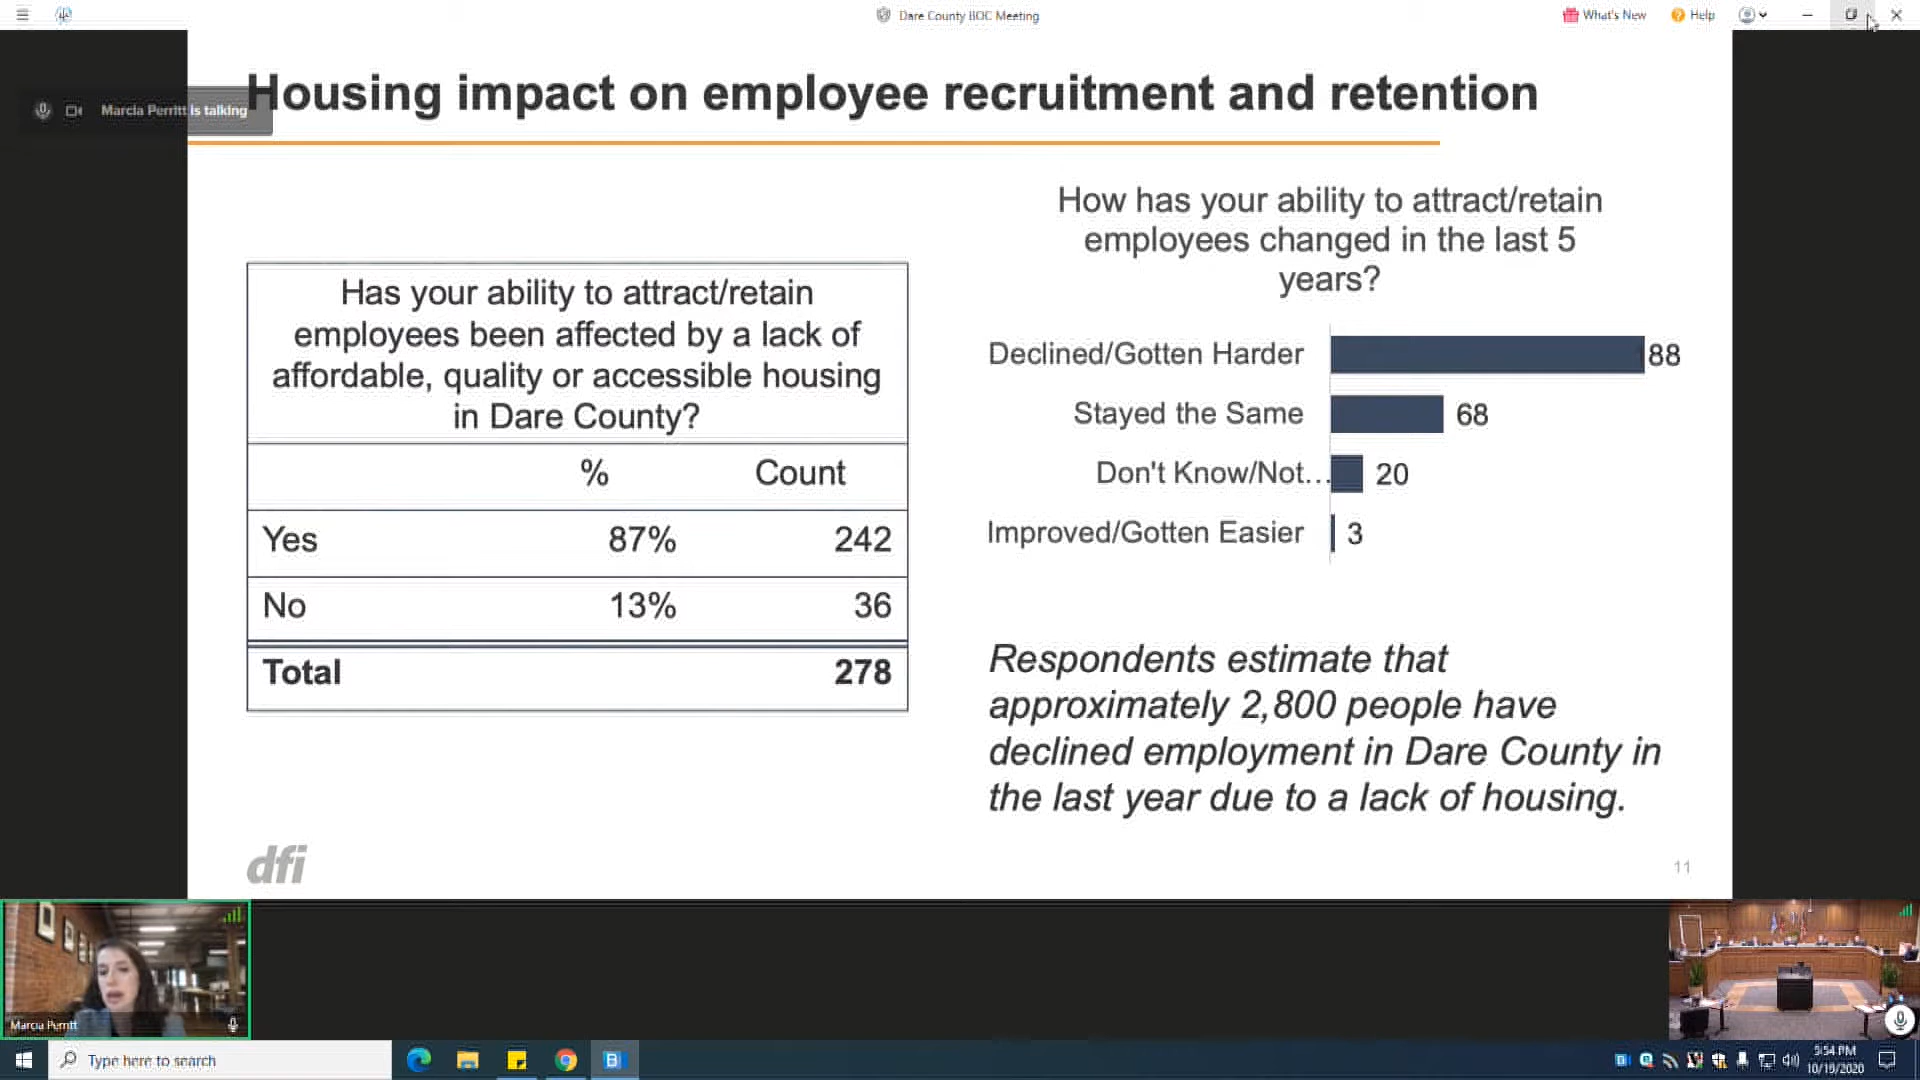 Dare County BOC Meeting
What's New
Help
Marcia Perritt is talking
Housing impact on employee recruitment and retention
Has your ability to attract/retain
employees been affected by a lack of
affordable, quality or accessible housing
in Dare County?
% Count
Yes 87% 242
No 13% 36
Total 278
How has your ability to attract/retain
employees changed in the last 5
years?
Declined/Gotten Harder 188
Stayed the Same 68
Don't Know/Not... 20
Improved/Gotten Easier 3
Respondents estimate that
approximately 2,800 people have
declined employment in Dare County in
the last year due to a lack of housing.
dfi
11
Marcia Perritt
Type here to search
B
5:54 PM